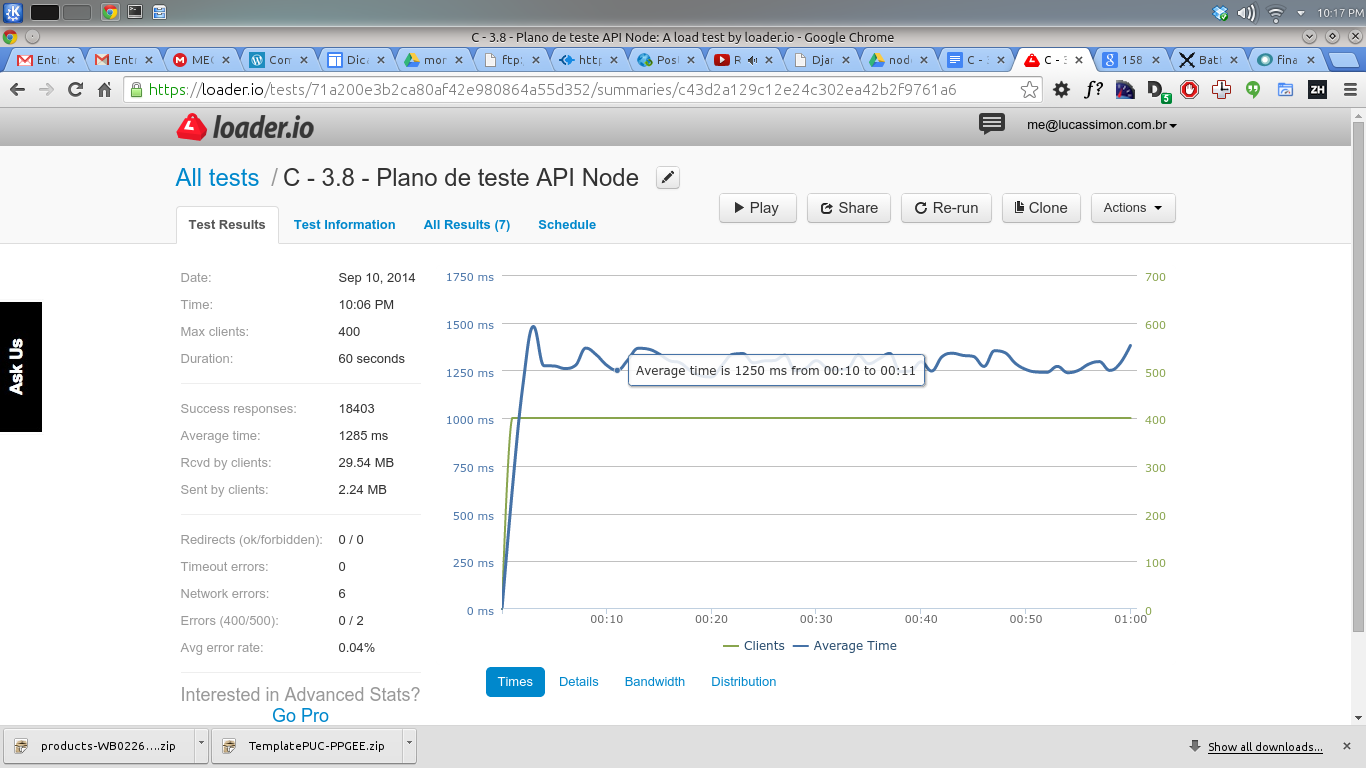 10:17 PM
C - 3.8 - Plano de teste API Node: A load test by loader.io - Google Chrome
Entr
Entr
MEC
Con
Dica
mor
ftp:
http
Post
R
Djar
node
C - 3
C - 3
158
Batt
fina
https://loader.io/tests/71a200e3b2ca80af42e980864a55d352/summaries/c43d2a129c12e24c302ea42b2f9761a6
f?
D 5
ZH
loader.io
me@lucassimon.com.br
All tests / C - 3.8 - Plano de teste API Node
Play Share Re-run Clone Actions
Test Results Test Information All Results (7) Schedule
Ask Us
Date: Sep 10, 2014
Time: 10:06 PM
Max clients: 400
Duration: 60 seconds
Success responses: 18403
Average time: 1285 ms
Rcvd by clients: 29.54 MB
Sent by clients: 2.24 MB
Redirects (ok/forbidden): 0 / 0
Timeout errors: 0
Network errors: 6
Errors (400/500): 0 / 2
Avg error rate: 0.04%
Interested in Advanced Stats?
Go Pro
1750 ms 700
1500 ms 600
1250 ms 500
Average time is 1250 ms from 00:10 to 00:11
1000 ms 400
750 ms 300
500 ms 200
250 ms 100
0 ms 0
00:10 00:20 00:30 00:40 00:50 01:00
Clients Average Time
Times Details Bandwidth Distribution
products-WB0226....zip TemplatePUC-PPGEE.zip Show all downloads...